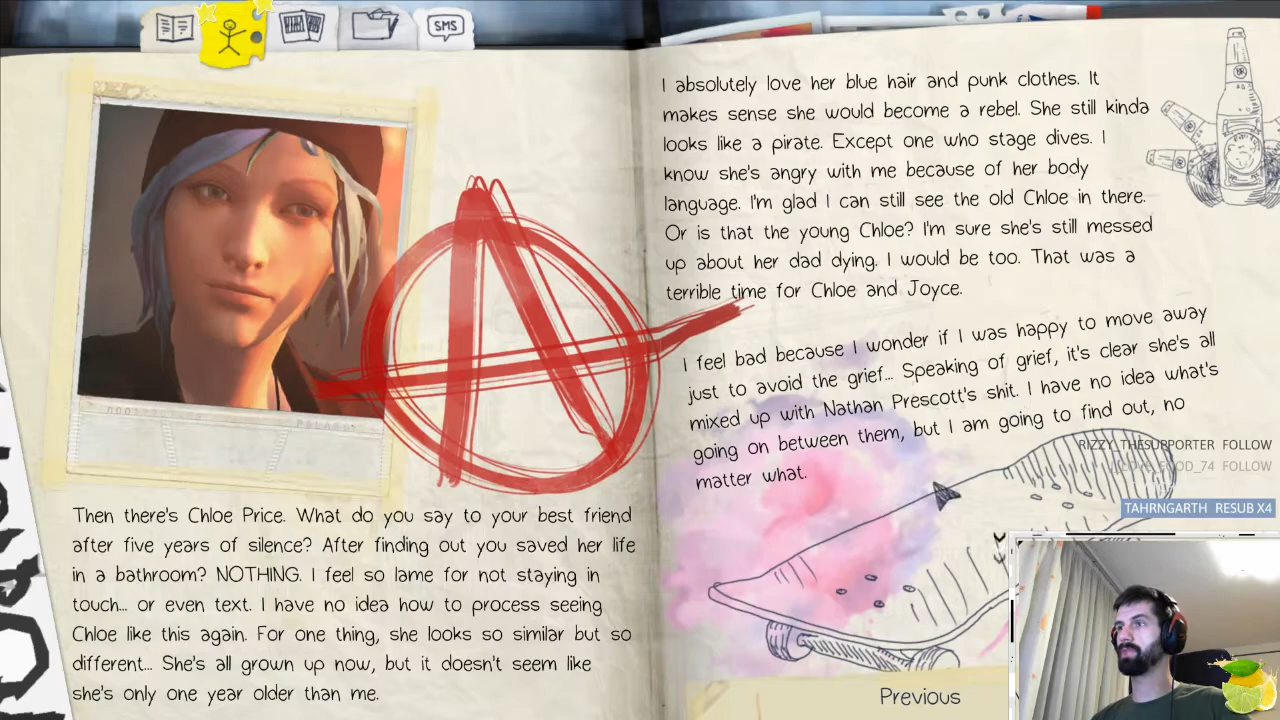 SMS
Then there's Chloe Price. What do you say to your best friend
after five years of silence? After finding out you saved her life
in a bathroom? NOTHING. I feel so lame for not staying in
touch... or even text. I have no idea how to process seeing
Chloe like this again. For one thing, she looks so similar but so
different... She's all grown up now, but it doesn't seem like
she's only one year older than me.
I absolutely love her blue hair and punk clothes. It
makes sense she would become a rebel. She still kinda
looks like a pirate. Except one who stage dives. I
know she's angry with me because of her body
language. I'm glad I can still see the old Chloe in there.
Or is that the young Chloe? I'm sure she's still messed
up about her dad dying. I would be too. That was a
terrible time for Chloe and Joyce.
I feel bad because I wonder if I was happy to move away
just to avoid the grief... Speaking of grief, it's clear she's all
mixed up with Nathan Prescott's shit. I have no idea what's
going on between them, but I am going to find out, no
matter what.
RIZZY_THESUPPORTER FOLLOW
FOLLOW
TAHRNGARTH RESUB X4
Previous